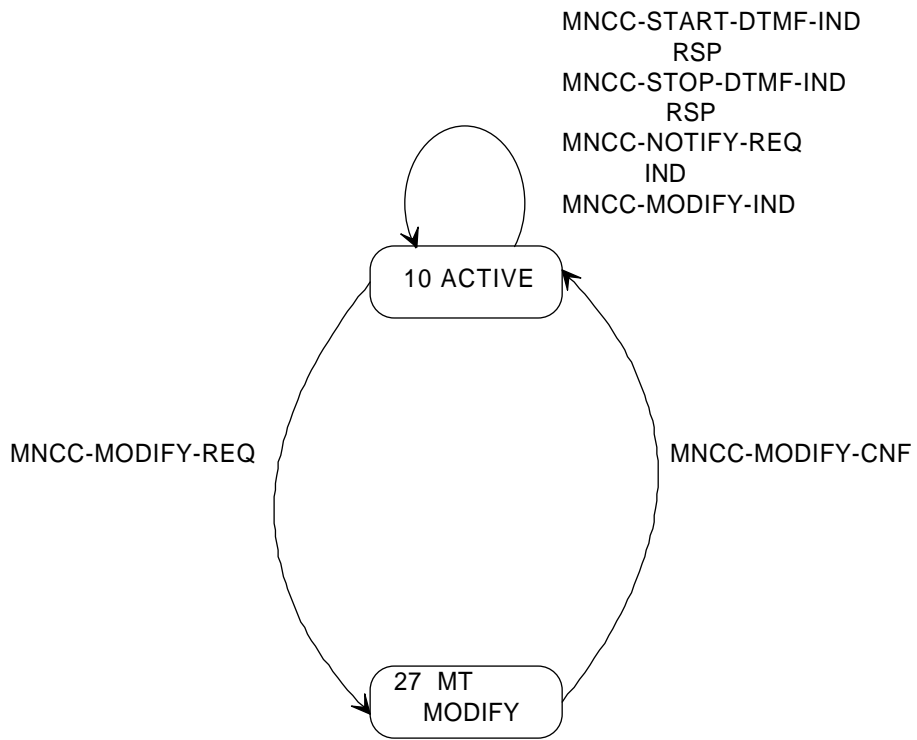 MNCC-START-DTMF-IND
RSP
MNCC-STOP-DTMF-IND
RSP
MNCC-NOTIFY-REQ
IND
MNCC-MODIFY-IND
10 ACTIVE
MNCC-MODIFY-REQ
MNCC-MODIFY-CNF
27 MT
MODIFY